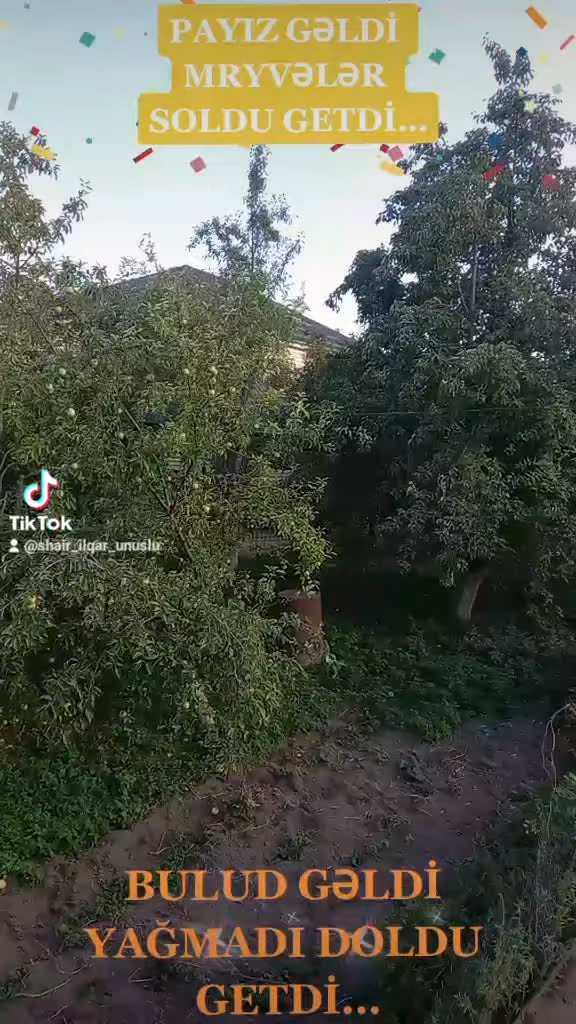 PAYIZ GƏLDİ
MRYVƏLƏR
SOLDU GETDİ...
TikTok
@shair_ilqar_unuslu
BULUD GƏLDİ
YAĞMADI DOLDU
GETDİ...